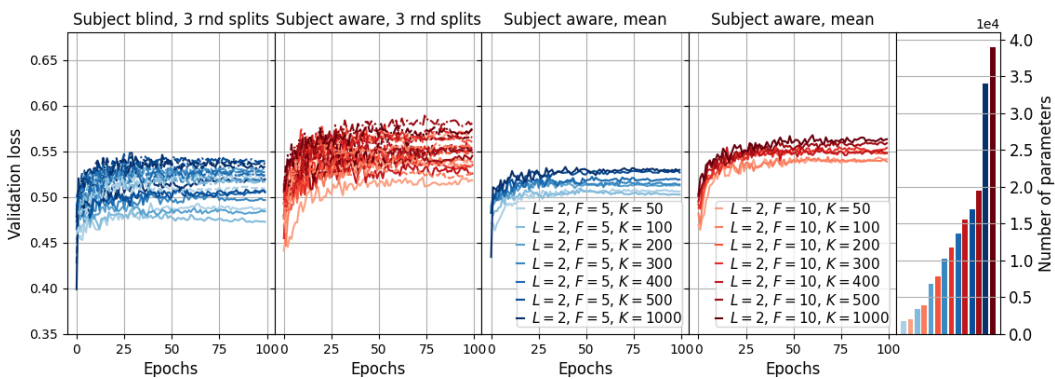 Subject blind, 3 rnd splits
Subject aware, 3 rnd splits
Subject aware, mean
Subject aware, mean
1e4
Validation loss
0.65
0.60
0.55
0.50
0.45
0.40
0.35
0 25 50 75 100
Epochs
0 25 50 75 100
Epochs
0 25 50 75 100
Epochs
L = 2, F = 5, K = 50
L = 2, F = 5, K = 100
L = 2, F = 5, K = 200
L = 2, F = 5, K = 300
L = 2, F = 5, K = 400
L = 2, F = 5, K = 500
L = 2, F = 5, K = 1000
0 25 50 75 100
Epochs
L = 2, F = 10, K = 50
L = 2, F = 10, K = 100
L = 2, F = 10, K = 200
L = 2, F = 10, K = 300
L = 2, F = 10, K = 400
L = 2, F = 10, K = 500
L = 2, F = 10, K = 1000
4.0
3.5
3.0
2.5
2.0
1.5
1.0
0.5
0.0
Number of parameters